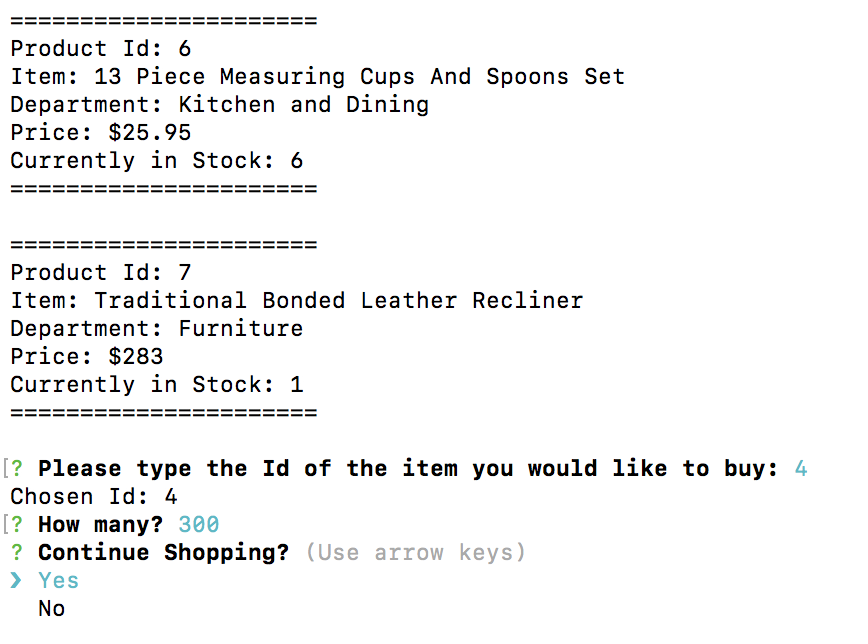 ======================
Product Id: 6
Item: 13 Piece Measuring Cups And Spoons Set
Department: Kitchen and Dining
Price: $25.95
Currently in Stock: 6
======================
======================
Product Id: 7
Item: Traditional Bonded Leather Recliner
Department: Furniture
Price: $283
Currently in Stock: 1
======================
[? Please type the Id of the item you would like to buy: 4
Chosen Id: 4
[? How many? 300
? Continue Shopping? (Use arrow keys)
❯ Yes
No